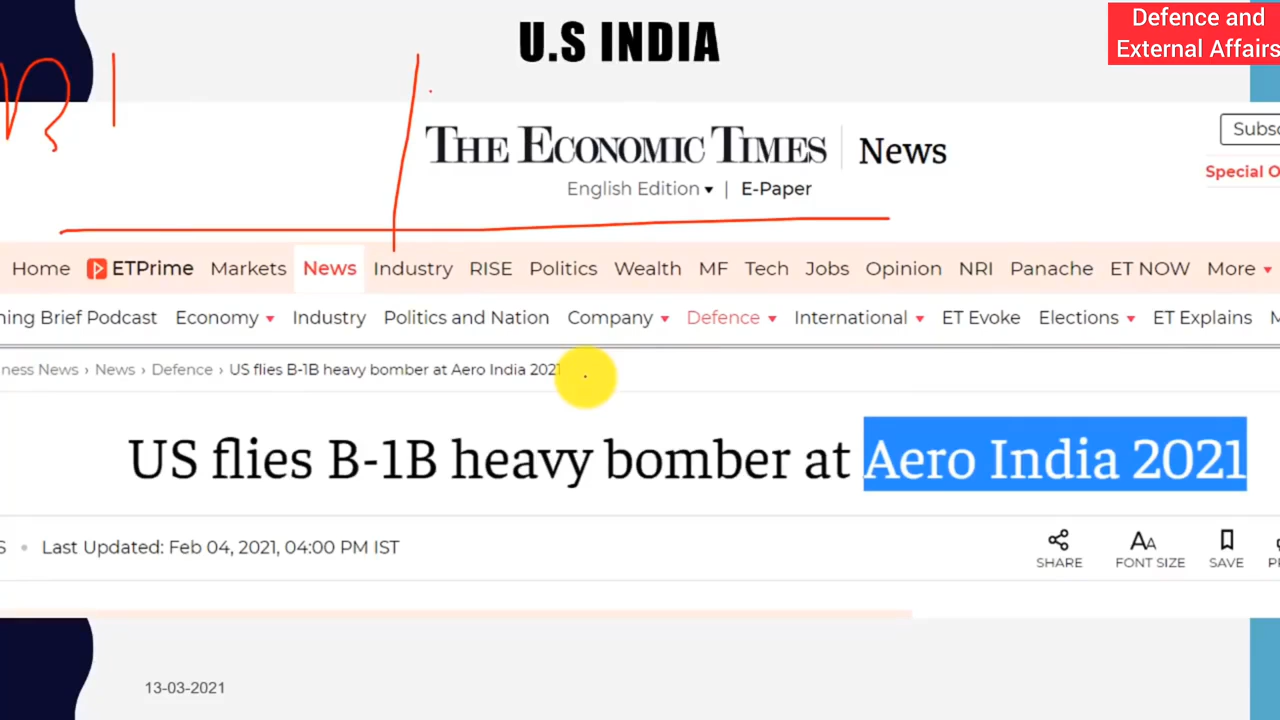 U.S INDIA
Defence and
External Affairs
THE ECONOMIC TIMES News
English Edition | E-Paper
Subsc
Special O
Home ETPrime Markets News Industry RISE Politics Wealth MF Tech Jobs Opinion NRI Panache ET NOW More
ning Brief Podcast Economy Industry Politics and Nation Company Defence International ET Evoke Elections ET Explains M
ness News › News › Defence › US flies B-1B heavy bomber at Aero India 2021
US flies B-1B heavy bomber at Aero India 2021
S • Last Updated: Feb 04, 2021, 04:00 PM IST
AA
SHARE FONT SIZE SAVE PR
13-03-2021